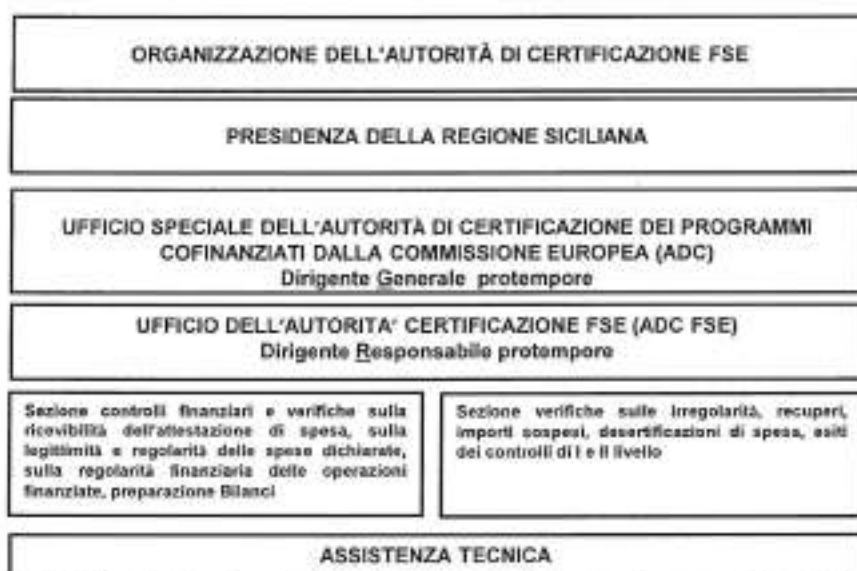 ORGANIZZAZIONE DELL'AUTORITÀ DI CERTIFICAZIONE FSE
PRESIDENZA DELLA REGIONE SICILIANA
UFFICIO SPECIALE DELL'AUTORITÀ DI CERTIFICAZIONE DEI PROGRAMMI
COFINANZIATI DALLA COMMISSIONE EUROPEA (ADC)
Dirigente Generale protempore
UFFICIO DELL'AUTORITA' CERTIFICAZIONE FSE (ADC FSE)
Dirigente Responsabile protempore
Sezione controlli finanziari e verifiche sulla
ricevibilità dell'attestazione di spesa, sulla
legittimità e regolarità delle spese dichiarate,
sulla regolarità finanziaria delle operazioni
finanziate, preparazione Bilanci
Sezione verifiche sulle Irregolarità, recuperi,
importi sospesi, desertificazioni di spesa, esiti
dei controlli di I e II livello
ASSISTENZA TECNICA